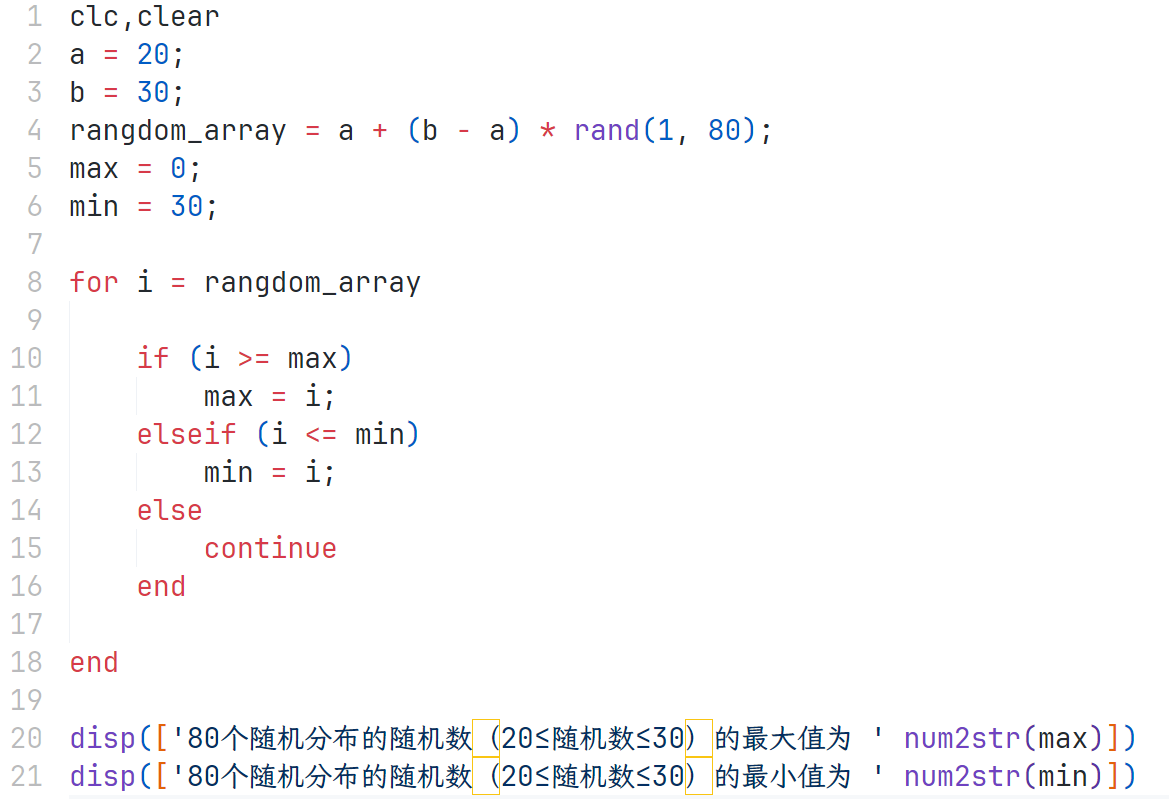 1 clc,clear
2 a = 20;
3 b = 30;
4 rangdom_array = a + (b - a) * rand(1, 80);
5 max = 0;
6 min = 30;
7
8 for i = rangdom_array
9
10     if (i >= max)
11         max = i;
12     elseif (i <= min)
13         min = i;
14     else
15         continue
16     end
17
18 end
19
20 disp(['80个随机分布的随机数（20≤随机数≤30）的最大值为 ' num2str(max)])
21 disp(['80个随机分布的随机数（20≤随机数≤30）的最小值为 ' num2str(min)])